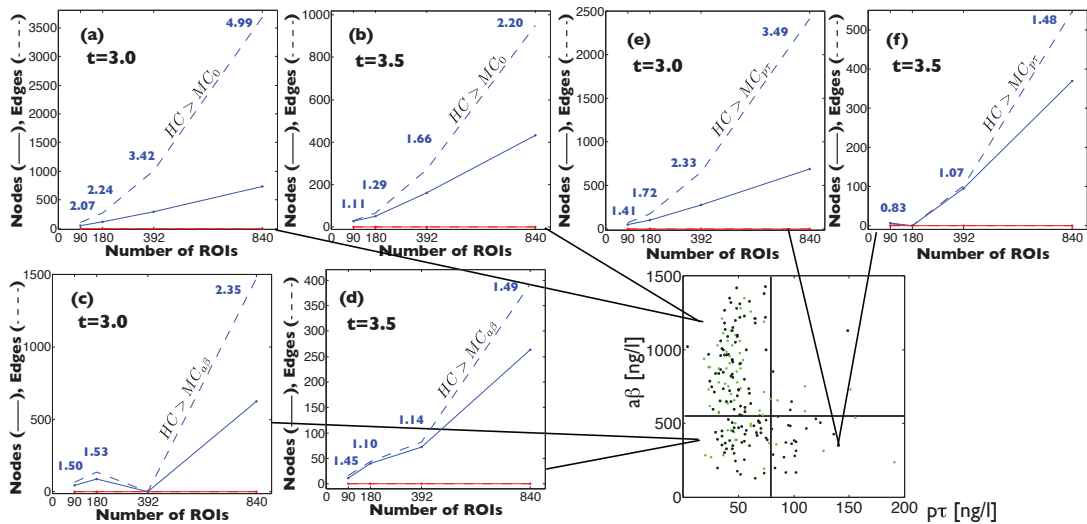 Nodes (——), Edges (- - - -)
3500
3000
2500
2000
1500
1000
500
0
(a)
t=3.0
2.07
2.24
3.42
4.99
HC > MC₀
0 90 180 392 840
Number of ROIs
1000
800
600
400
200
0
(b)
t=3.5
1.11
1.29
1.66
2.20
HC > MC₀
0 90 180 392 840
Number of ROIs
Nodes (——), Edges (- - - -)
2500
2000
1500
1000
500
0
(e)
t=3.0
1.41
1.72
2.33
3.49
HC > MCpτ
0 90 180 392 840
Number of ROIs
500
400
300
200
100
0
(f)
t=3.5
0.83
1.07
1.48
HC > MCpτ
0 90 180 392 840
Number of ROIs
Nodes (——), Edges (- - - -)
1500
1000
500
0
(c)
t=3.0
1.50
1.53
2.35
HC > MCaβ
0 90 180 392 840
Number of ROIs
Nodes (——), Edges (- - - -)
400
350
300
250
200
150
100
50
0
(d)
t=3.5
1.45
1.10
1.14
1.49
HC > MCaβ
0 90 180 392 840
Number of ROIs
aβ [ng/l]
1500
1000
500
0
50 100 150 200
pτ [ng/l]